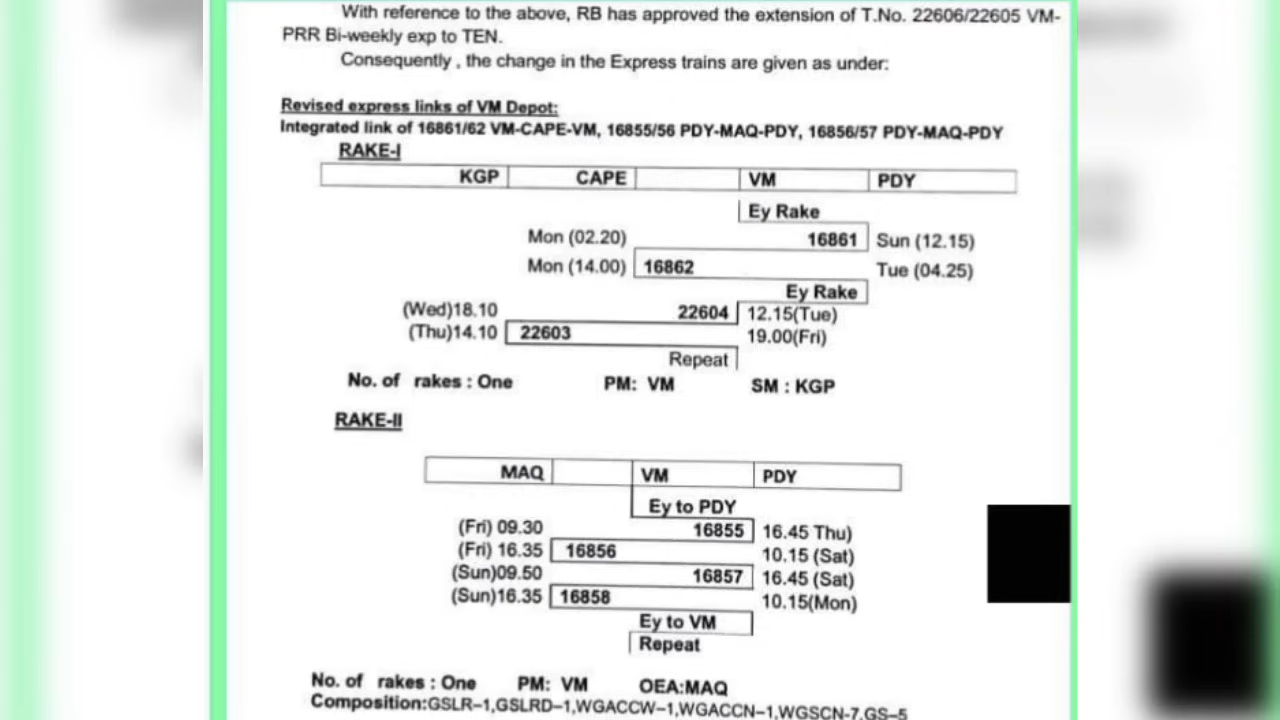 With reference to the above, RB has approved the extension of T.No. 22606/22605 VM-
PRR Bi-weekly exp to TEN.
Consequently , the change in the Express trains are given as under:
Revised express links of VM Depot:
Integrated link of 16861/62 VM-CAPE-VM, 16855/56 PDY-MAQ-PDY, 16856/57 PDY-MAQ-PDY
RAKE-I
KGP CAPE VM PDY
Ey Rake
Mon (02.20) 16861 Sun (12.15)
Mon (14.00) 16862 Tue (04.25)
Ey Rake
(Wed)18.10 22604 12.15(Tue)
(Thu)14.10 22603 19.00(Fri)
Repeat
No. of rakes : One PM: VM SM : KGP
RAKE-II
MAQ VM PDY
Ey to PDY
(Fri) 09.30 16855 16.45 Thu)
(Fri) 16.35 16856 10.15 (Sat)
(Sun)09.50 16857 16.45 (Sat)
(Sun)16.35 16858 10.15(Mon)
Ey to VM
Repeat
No. of rakes : One PM: VM OEA:MAQ
Composition:GSLR–1,GSLRD–1,WGACCW–1,WGACCN–1,WGSCN-7,GS–5